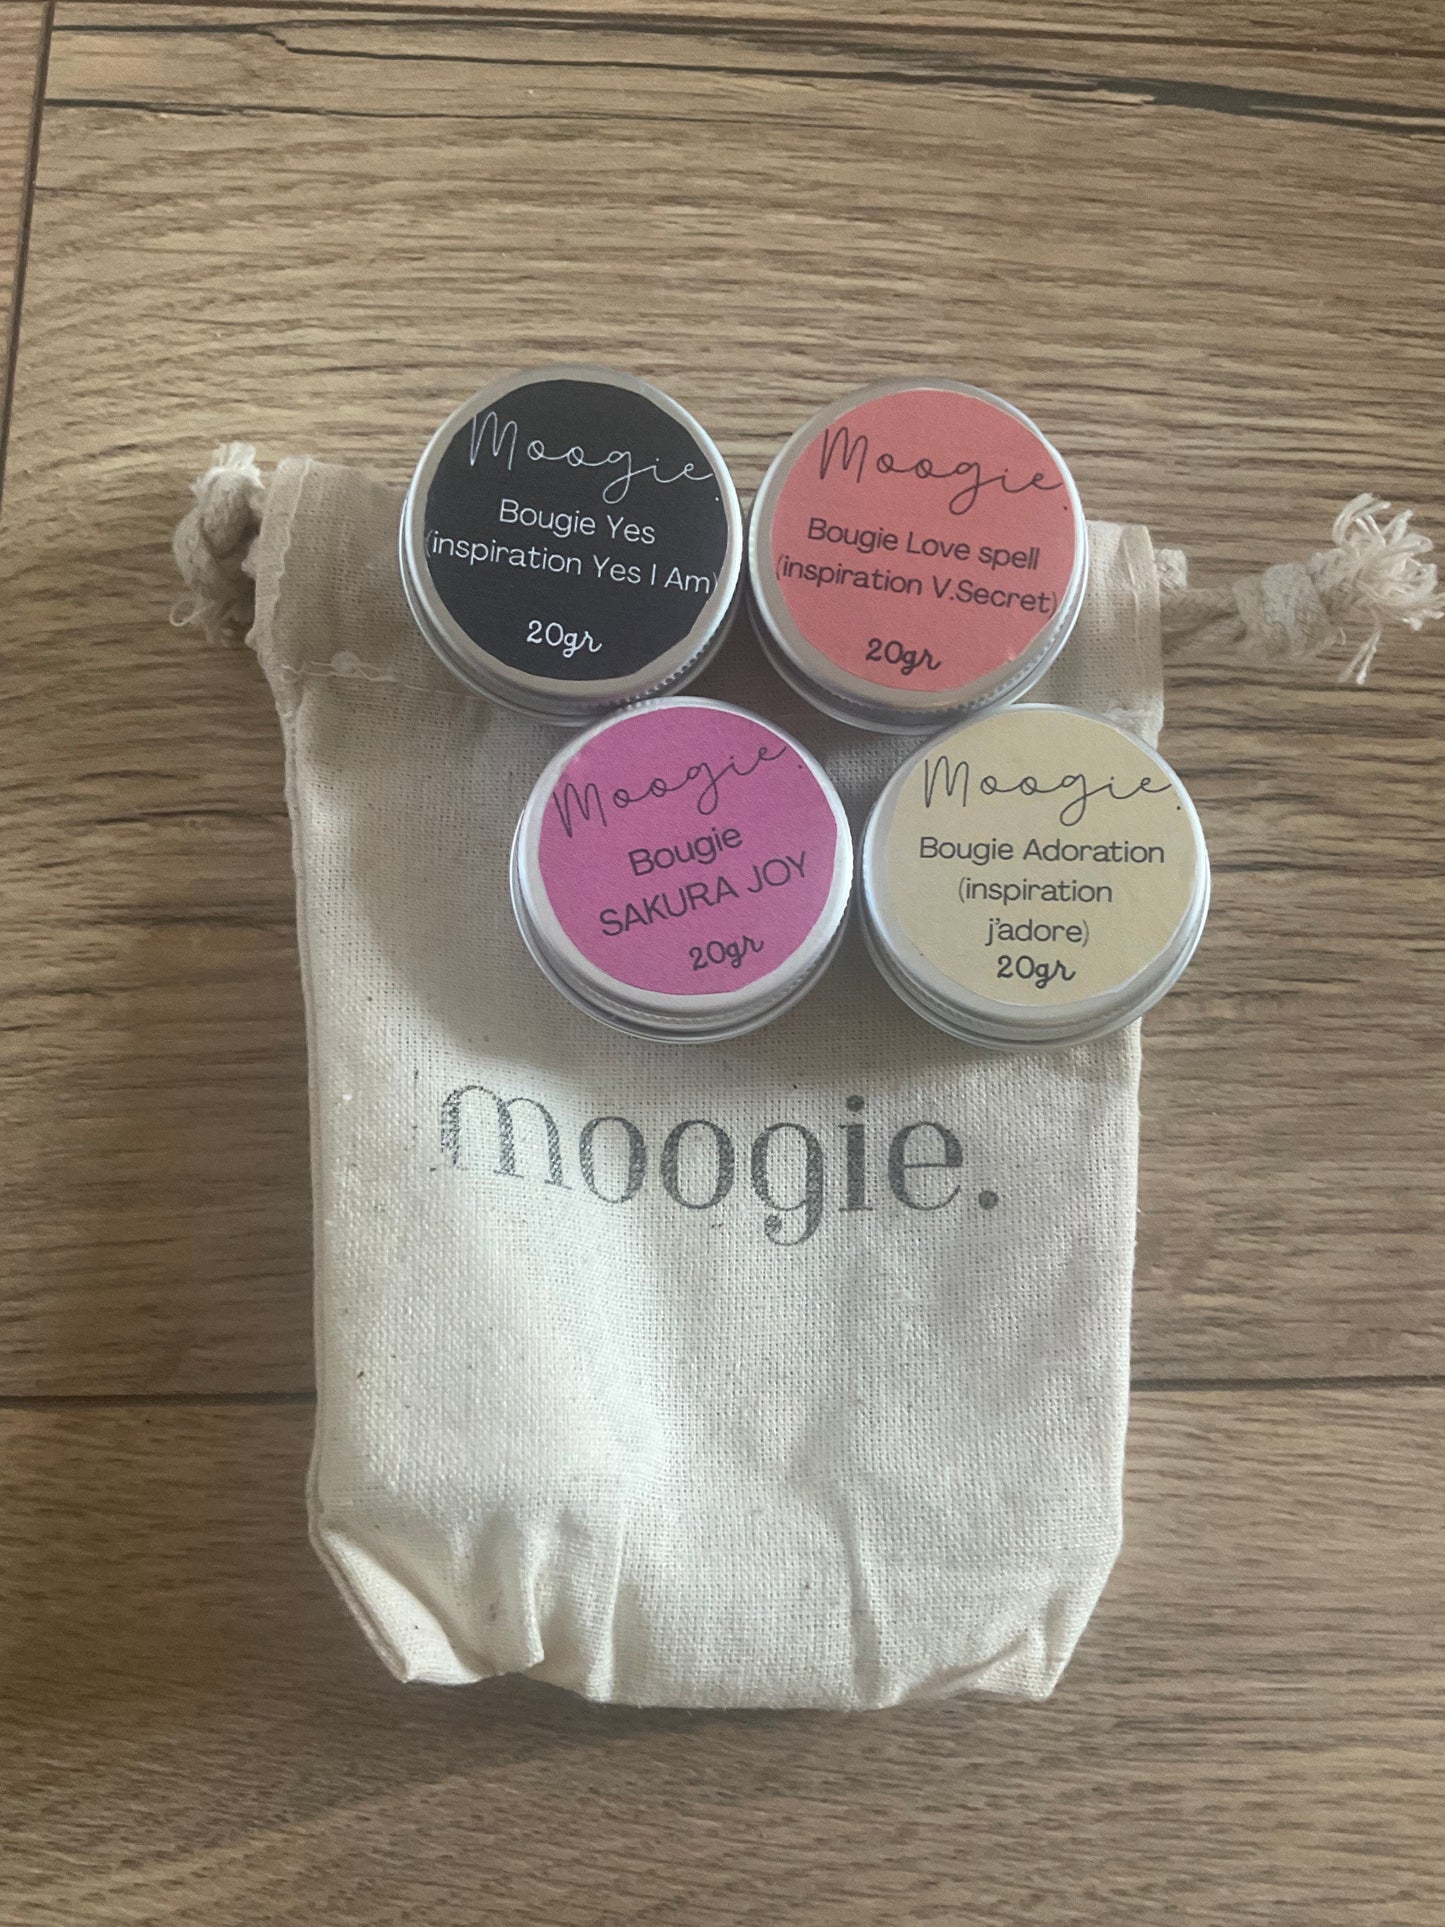 Moogie.
Bougie Yes
(inspiration Yes I Am)
20gr
Moogie.
Bougie Love spell
(inspiration V.Secret)
20gr
Moogie.
Bougie
SAKURA JOY
20gr
Moogie.
Bougie Adoration
(inspiration
j'adore)
20gr
moogie.